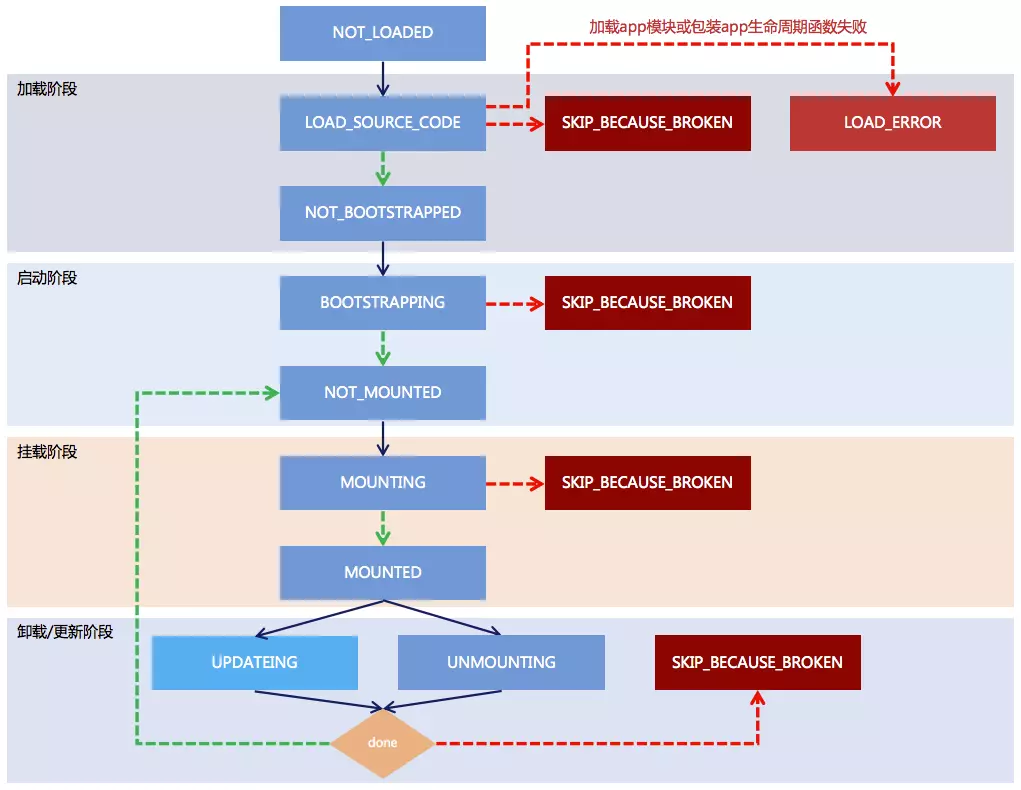 NOT_LOADED
加载app模块或包装app生命周期函数失败
加载阶段
LOAD_SOURCE_CODE
SKIP_BECAUSE_BROKEN
LOAD_ERROR
NOT_BOOTSTRAPPED
启动阶段
BOOTSTRAPPING
SKIP_BECAUSE_BROKEN
NOT_MOUNTED
挂载阶段
MOUNTING
SKIP_BECAUSE_BROKEN
MOUNTED
卸载/更新阶段
UPDATEING
UNMOUNTING
SKIP_BECAUSE_BROKEN
done